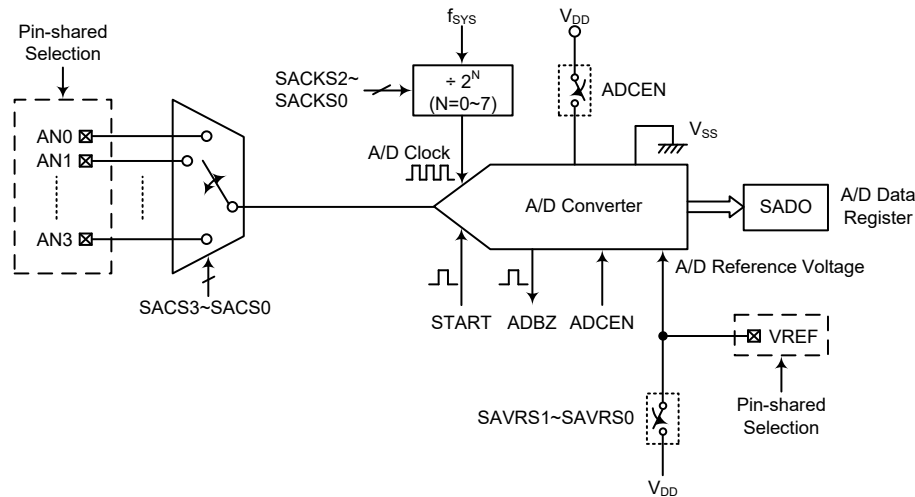 Pin-shared
Selection
AN0
AN1
AN3
SACS3~SACS0
fSYS
SACKS2~
SACKS0
÷ 2^N
(N=0~7)
A/D Clock
VDD
ADCEN
VSS
A/D Converter
SADO
A/D Data
Register
START
ADBZ
ADCEN
A/D Reference Voltage
VREF
Pin-shared
Selection
SAVRS1~SAVRS0
VDD